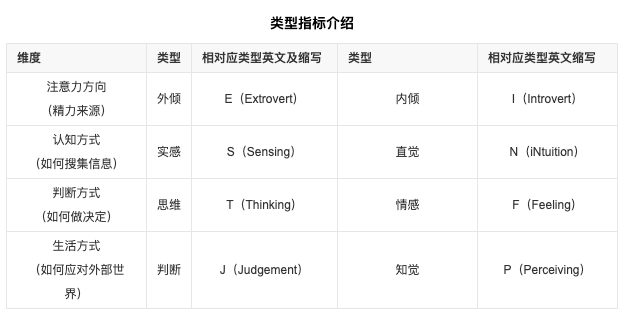 类型指标介绍
维度 类型 相对应类型英文及缩写 类型 相对应类型英文缩写
注意力方向
（精力来源） 外倾 E（Extrovert） 内倾 I（Introvert）
认知方式
（如何搜集信息） 实感 S（Sensing） 直觉 N（iNtuition）
判断方式
（如何做决定） 思维 T（Thinking） 情感 F（Feeling）
生活方式
（如何应对外部世
界） 判断 J（Judgement） 知觉 P（Perceiving）